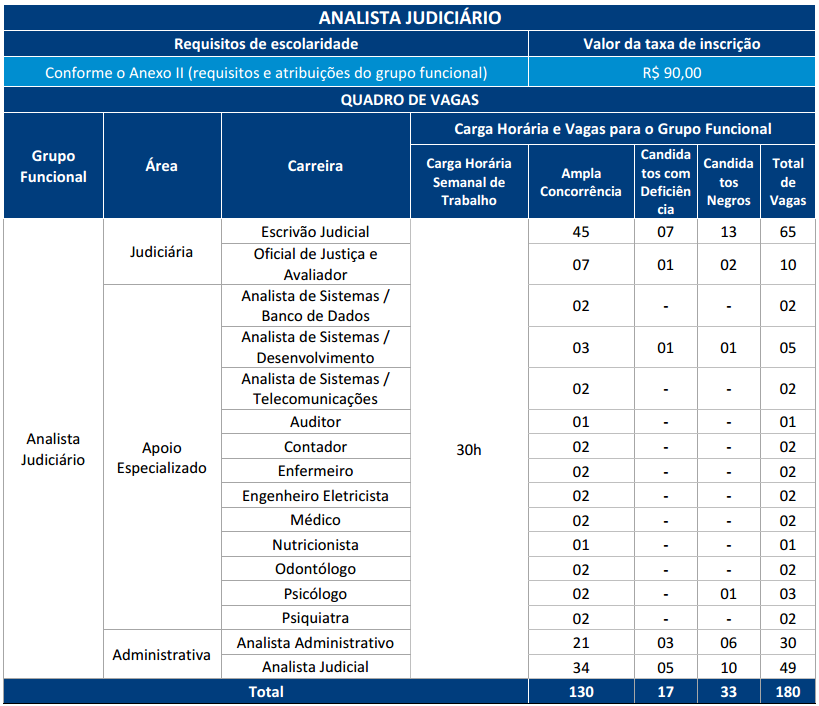 ANALISTA JUDICIÁRIO
Requisitos de escolaridade Valor da taxa de inscrição
Conforme o Anexo II (requisitos e atribuições do grupo funcional) R$ 90,00
QUADRO DE VAGAS
Grupo
Funcional
Área
Carreira
Carga Horária e Vagas para o Grupo Funcional
Carga Horária
Semanal de
Trabalho
Ampla
Concorrência
Candida
tos com
Deficiên
cia
Candida
tos
Negros
Total
de
Vagas
Analista
Judiciário
Judiciária
Escrivão Judicial
30h
45 07 13 65
Oficial de Justiça e
Avaliador
07 01 02 10
Apoio
Especializado
Analista de Sistemas /
Banco de Dados
02 - - 02
Analista de Sistemas /
Desenvolvimento
03 01 01 05
Analista de Sistemas /
Telecomunicações
02 - - 02
Auditor 01 - - 01
Contador 02 - - 02
Enfermeiro 02 - - 02
Engenheiro Eletricista 02 - - 02
Médico 02 - - 02
Nutricionista 01 - - 01
Odontólogo 02 - - 02
Psicólogo 02 - 01 03
Psiquiatra 02 - - 02
Administrativa
Analista Administrativo 21 03 06 30
Analista Judicial 34 05 10 49
Total 130 17 33 180